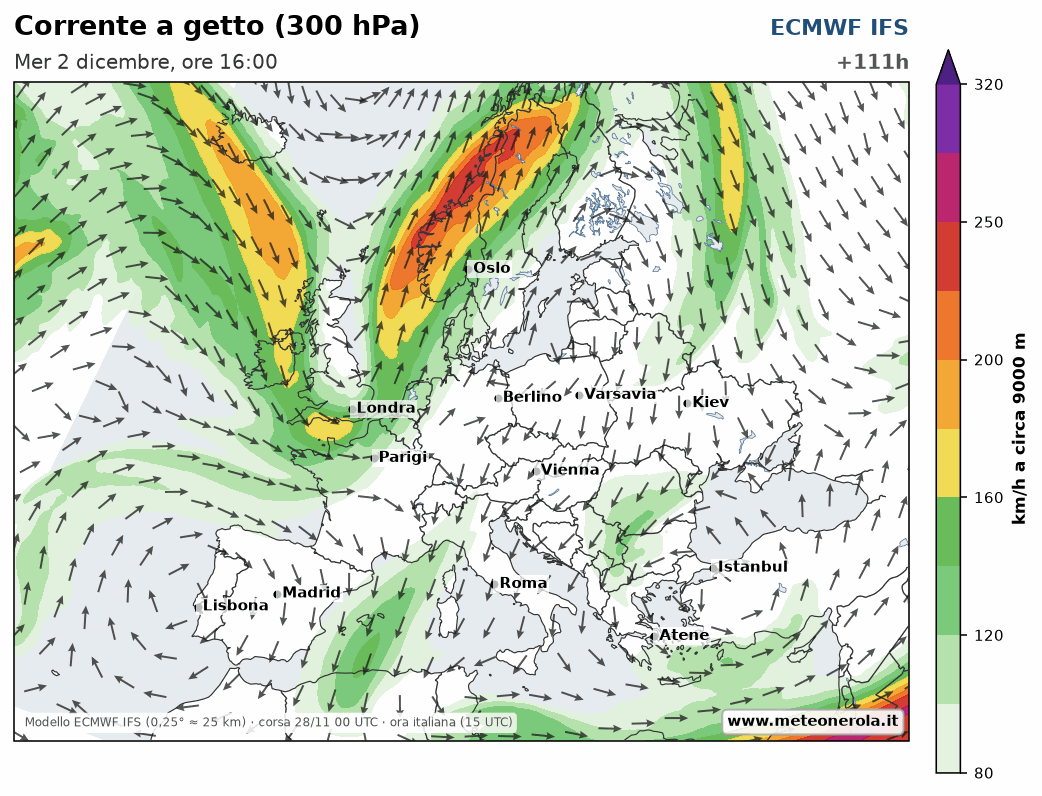 Corrente a getto (300 hPa)
ECMWF IFS
Mer 2 dicembre, ore 16:00
+111h
320
250
200
160
120
80
km/h a circa 9000 m
Oslo
Londra
Berlino
Varsavia
Kiev
Parigi
Vienna
Istanbul
Roma
Madrid
Lisbona
Atene
Modello ECMWF IFS (0,25° ≈ 25 km) · corsa 28/11 00 UTC · ora italiana (15 UTC)
www.meteonerola.it